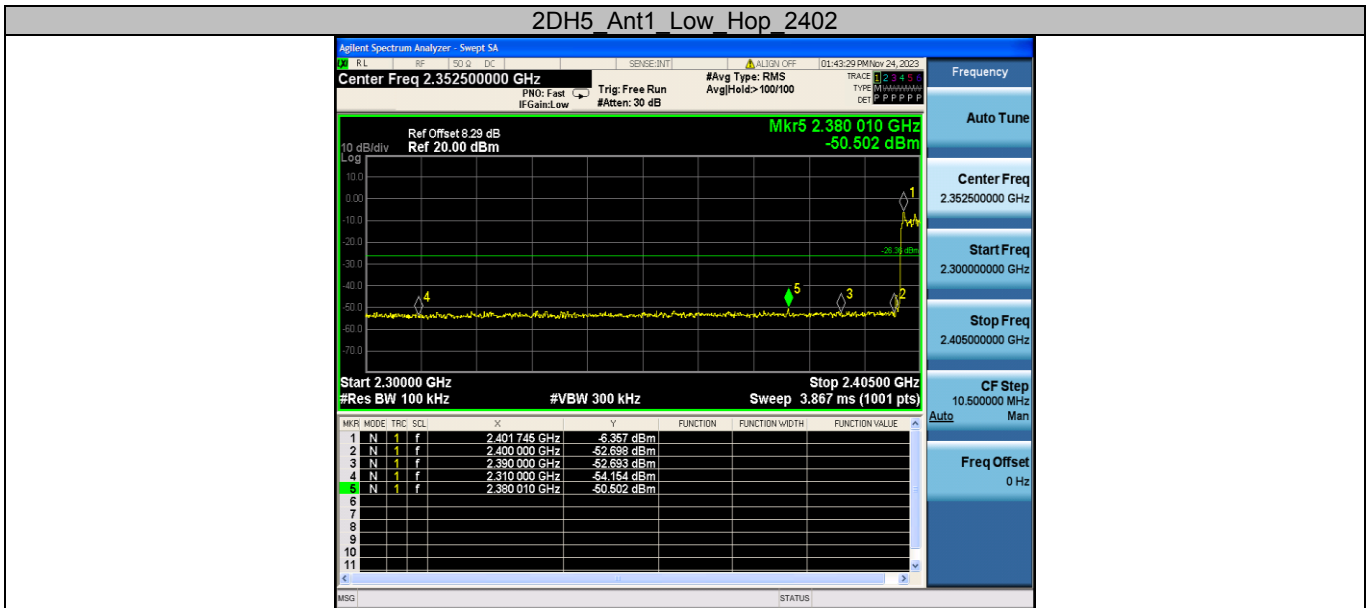 2DH5_Ant1_Low_Hop_2402
Agilent Spectrum Analyzer - Swept SA
RL RF 50 Ω DC SENSE:INT ALIGN OFF 01:43:29 PM Nov 24, 2023
Center Freq 2.352500000 GHz
PNO: Fast
IFGain:Low
Trig: Free Run
#Atten: 30 dB
#Avg Type: RMS
Avg|Hold:>100/100
TRACE 1 2 3 4 5 6
TYPE M
DET P P P P P P
Mkr5 2.380 010 GHz
-50.502 dBm
Ref Offset 8.29 dB
10 dB/div Ref 20.00 dBm
Log
10.0
0.00
-10.0
-20.0
-30.0
-40.0
-50.0
-60.0
-70.0
1
-26.36 dBm
4
5
3
2
Start 2.30000 GHz Stop 2.40500 GHz
#Res BW 100 kHz #VBW 300 kHz Sweep 3.867 ms (1001 pts)
MKR MODE TRC SCL X Y FUNCTION FUNCTION WIDTH FUNCTION VALUE
1 N 1 f 2.401 745 GHz -6.357 dBm
2 N 1 f 2.400 000 GHz -52.698 dBm
3 N 1 f 2.390 000 GHz -52.693 dBm
4 N 1 f 2.310 000 GHz -54.154 dBm
5 N 1 f 2.380 010 GHz -50.502 dBm
6
7
8
9
10
11
MSG STATUS
Frequency
Auto Tune
Center Freq
2.352500000 GHz
Start Freq
2.300000000 GHz
Stop Freq
2.405000000 GHz
CF Step
10.500000 MHz
Auto Man
Freq Offset
0 Hz